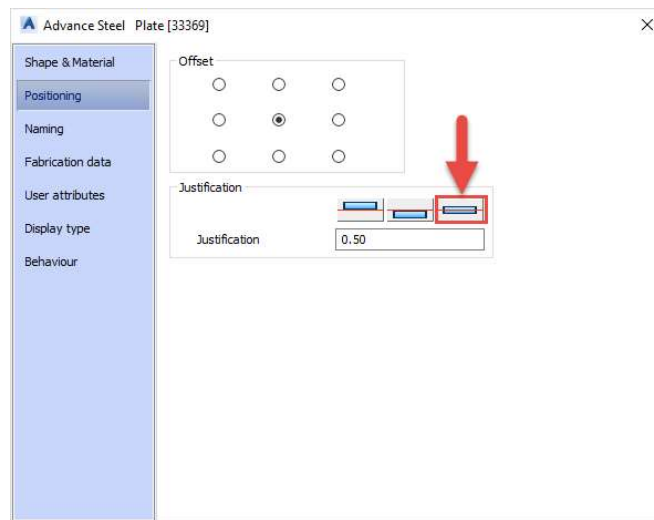 Advance Steel Plate [33369]
Shape & Material
Positioning
Naming
Fabrication data
User attributes
Display type
Behaviour
Offset
Justification
Justification 0.50